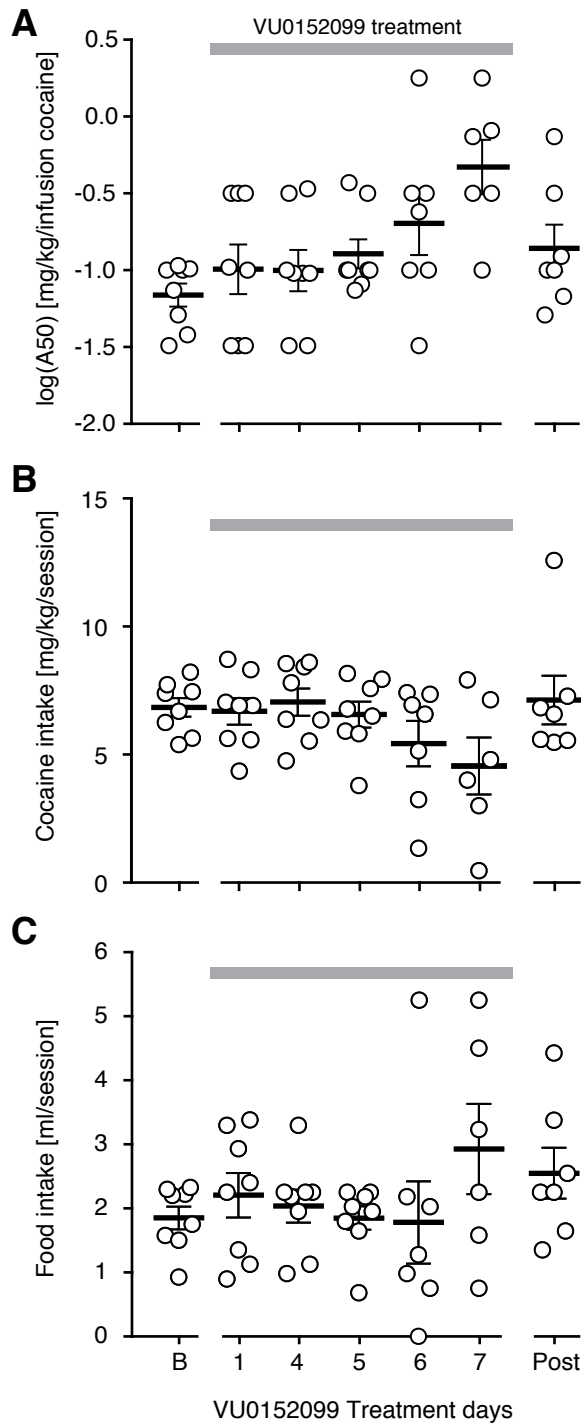 A
VU0152099 treatment
log(A50) [mg/kg/infusion cocaine]
0.5
0.0
-0.5
-1.0
-1.5
-2.0
B
Cocaine intake [mg/kg/session]
15
10
5
0
C
Food intake [ml/session]
6
5
4
3
2
1
0
B 1 4 5 6 7 Post
VU0152099 Treatment days